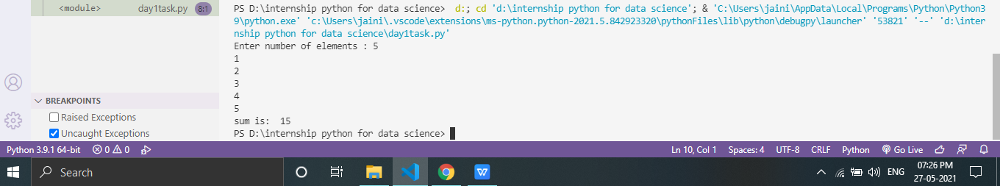 <module> day1task.py 8:1
BREAKPOINTS
Raised Exceptions
Uncaught Exceptions
PS D:\internship python for data science>  d:; cd 'd:\internship python for data science'; & 'C:\Users\jaini\AppData\Local\Programs\Python\Python3
9\python.exe' 'c:\Users\jaini\.vscode\extensions\ms-python.python-2021.5.842923320\pythonFiles\lib\python\debugpy\launcher' '53821' '--' 'd:\inter
nship python for data science\day1task.py'
Enter number of elements : 5
1
2
3
4
5
sum is:  15
PS D:\internship python for data science>
Python 3.9.1 64-bit 0 0 Ln 10, Col 1 Spaces: 4 UTF-8 CRLF Python Go Live
Search ENG 07:26 PM
27-05-2021